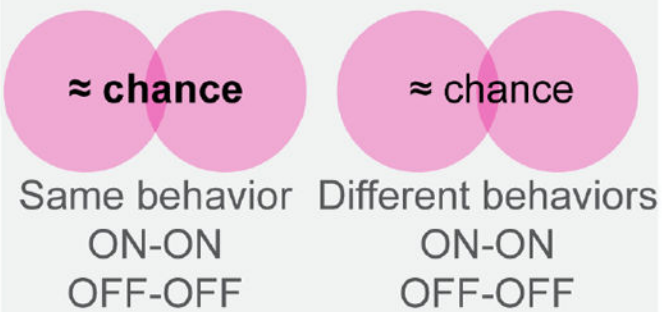 ≈ chance
≈ chance
Same behavior
Different behaviors
ON-ON
ON-ON
OFF-OFF
OFF-OFF